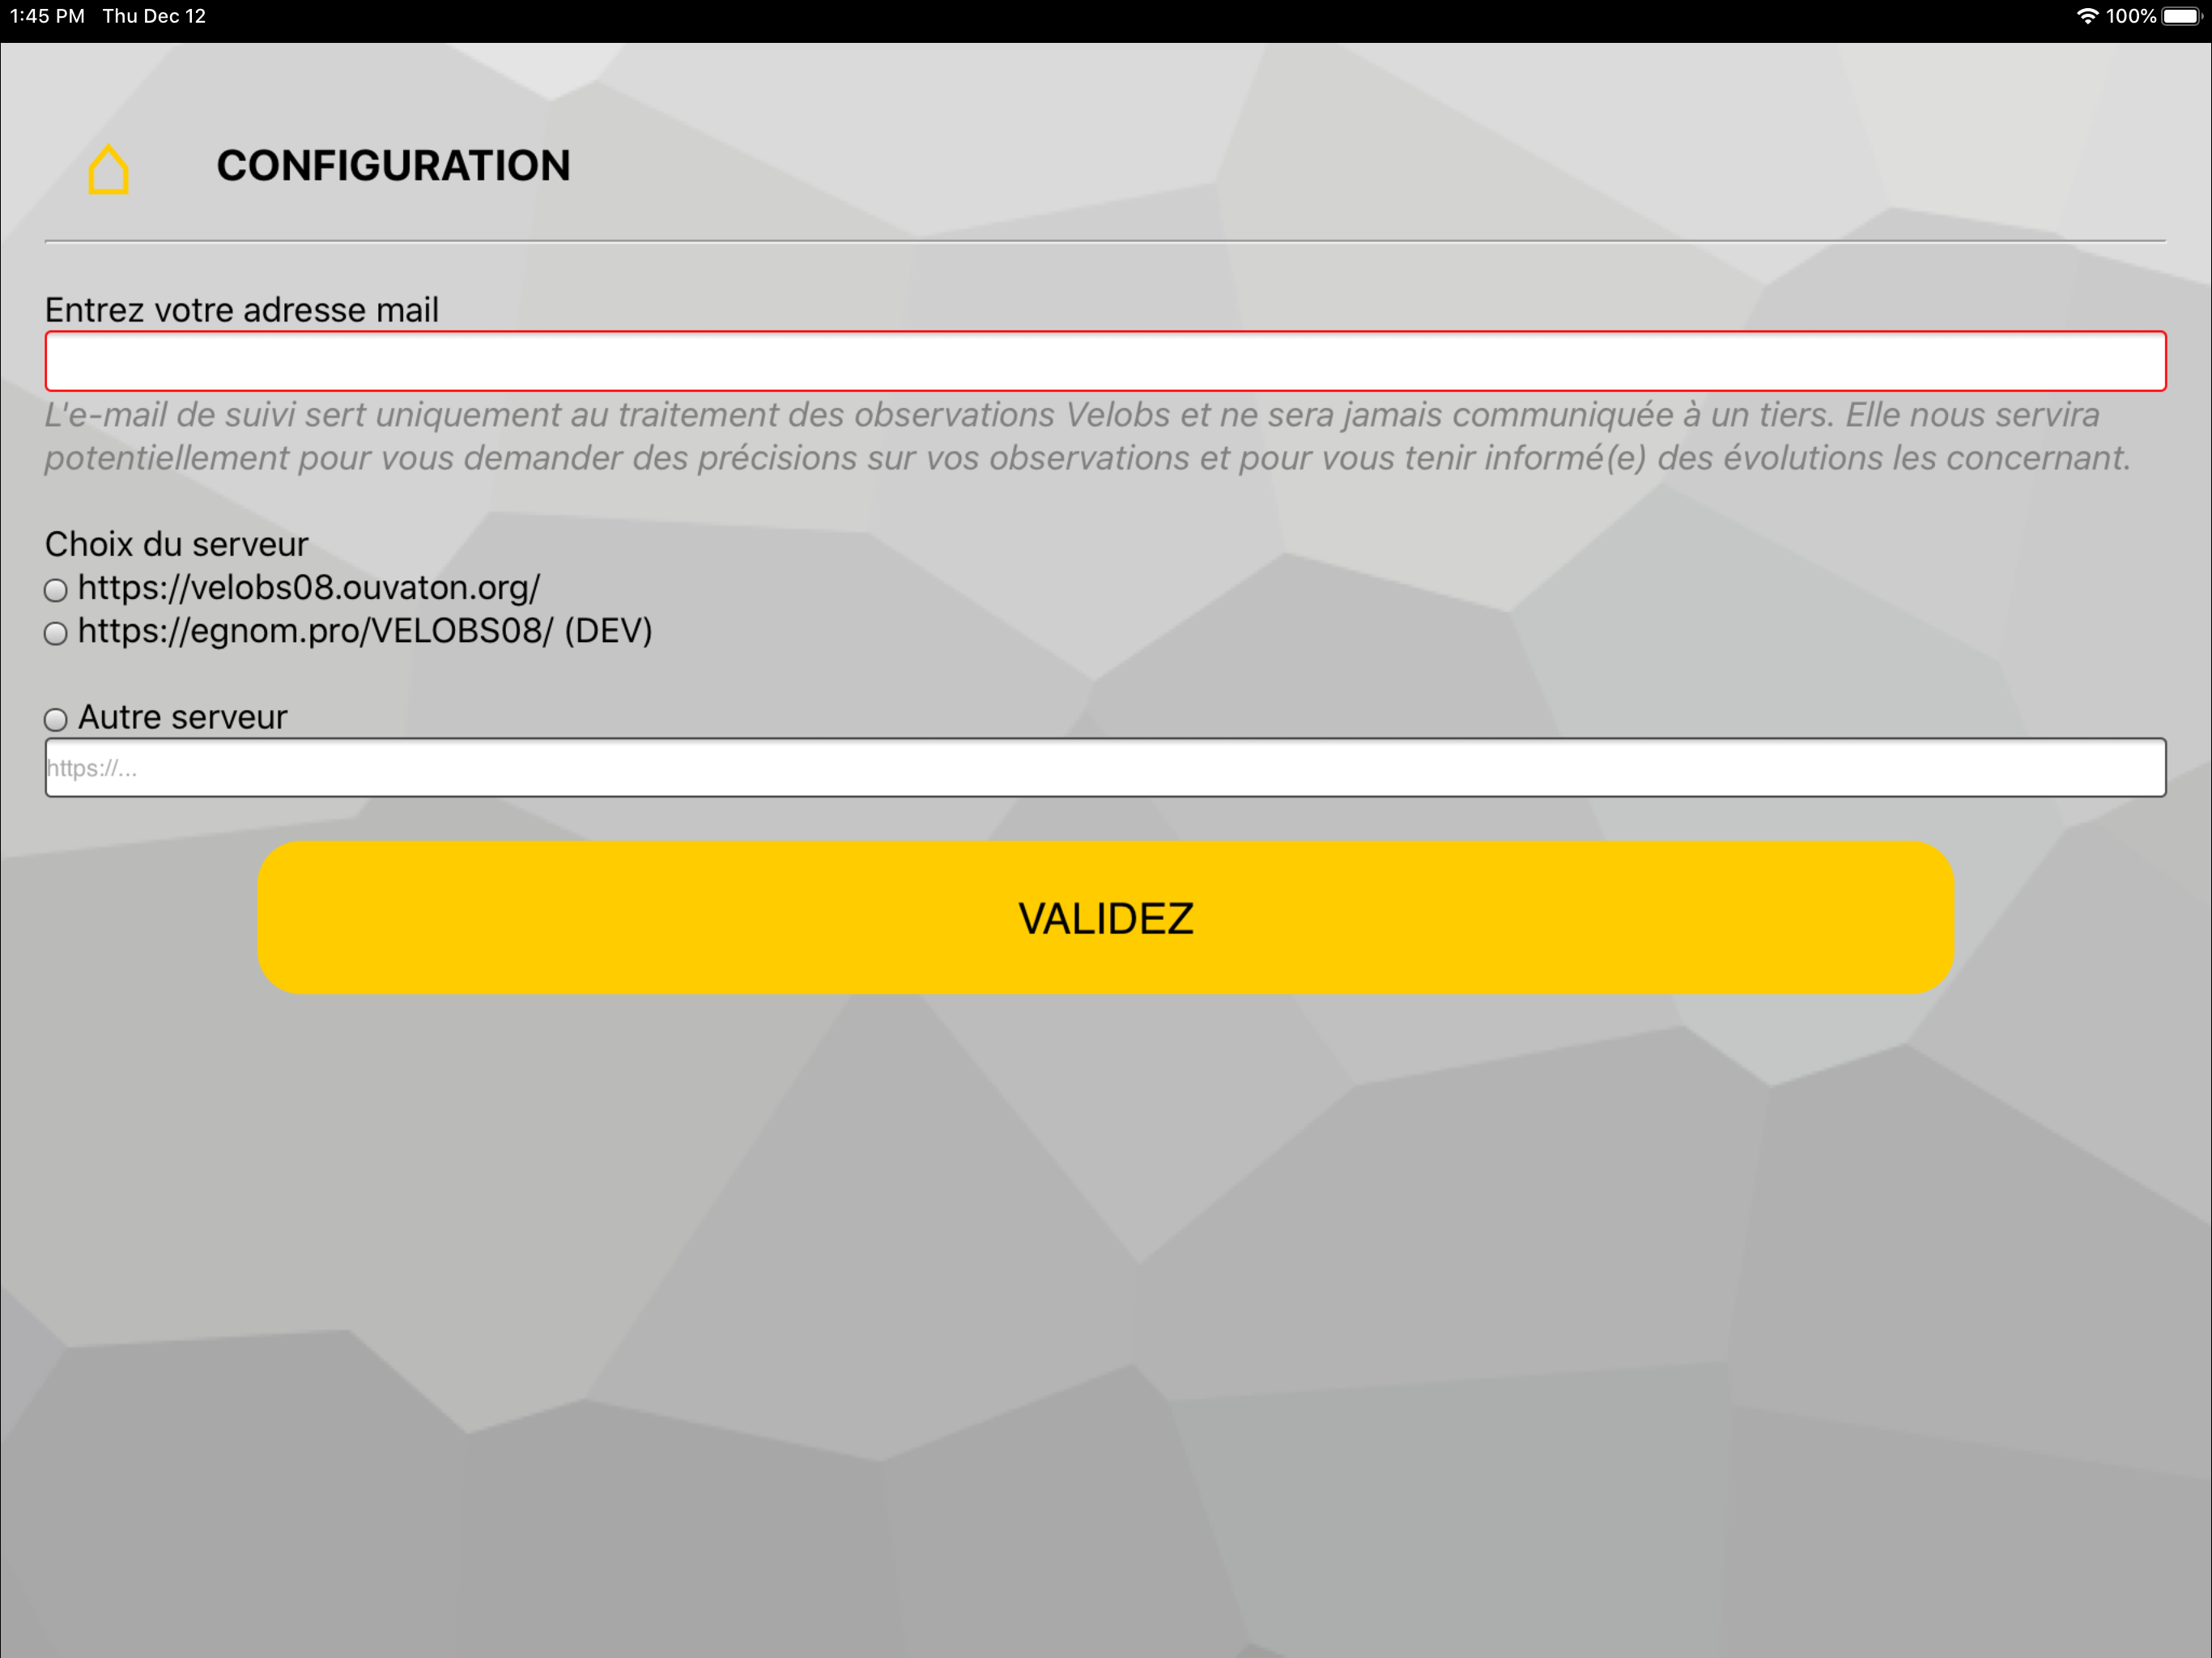 1:45 PM Thu Dec 12 100%
CONFIGURATION
Entrez votre adresse mail
L'e-mail de suivi sert uniquement au traitement des observations Velobs et ne sera jamais communiquée à un tiers. Elle nous servira
potentiellement pour vous demander des précisions sur vos observations et pour vous tenir informé(e) des évolutions les concernant.
Choix du serveur
https://velobs08.ouvaton.org/
https://egnom.pro/VELOBS08/ (DEV)
Autre serveur
https://...
VALIDEZ